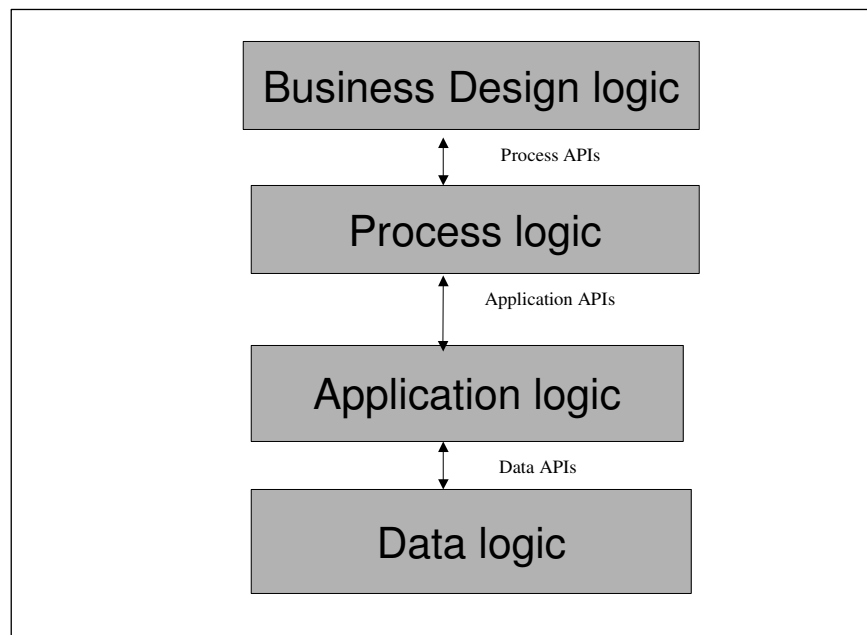 Business Design logic
Process APIs
Process logic
Application APIs
Application logic
Data APIs
Data logic